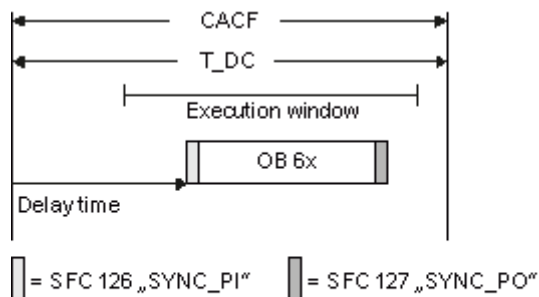 CACF
T_DC
Execution window
OB 6x
Delay time
= SFC 126 „SYNC_PI“
= SFC 127 „SYNC_PO“